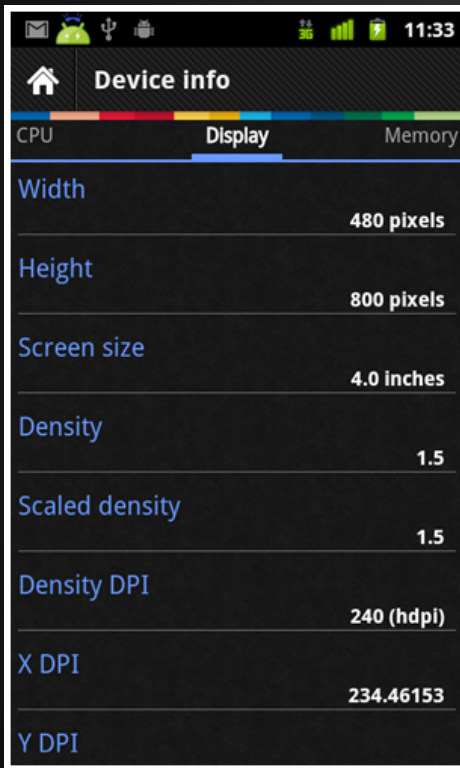 3G 11:33
Device info
CPU Display Memory
Width
480 pixels
Height
800 pixels
Screen size
4.0 inches
Density
1.5
Scaled density
1.5
Density DPI
240 (hdpi)
X DPI
234.46153
Y DPI